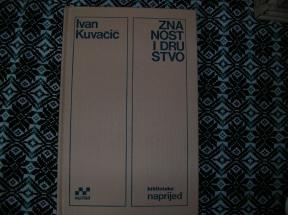 Ivan
Kuvačić
ZNA
NOST
I DRU
STVO
biblioteka
naprijed